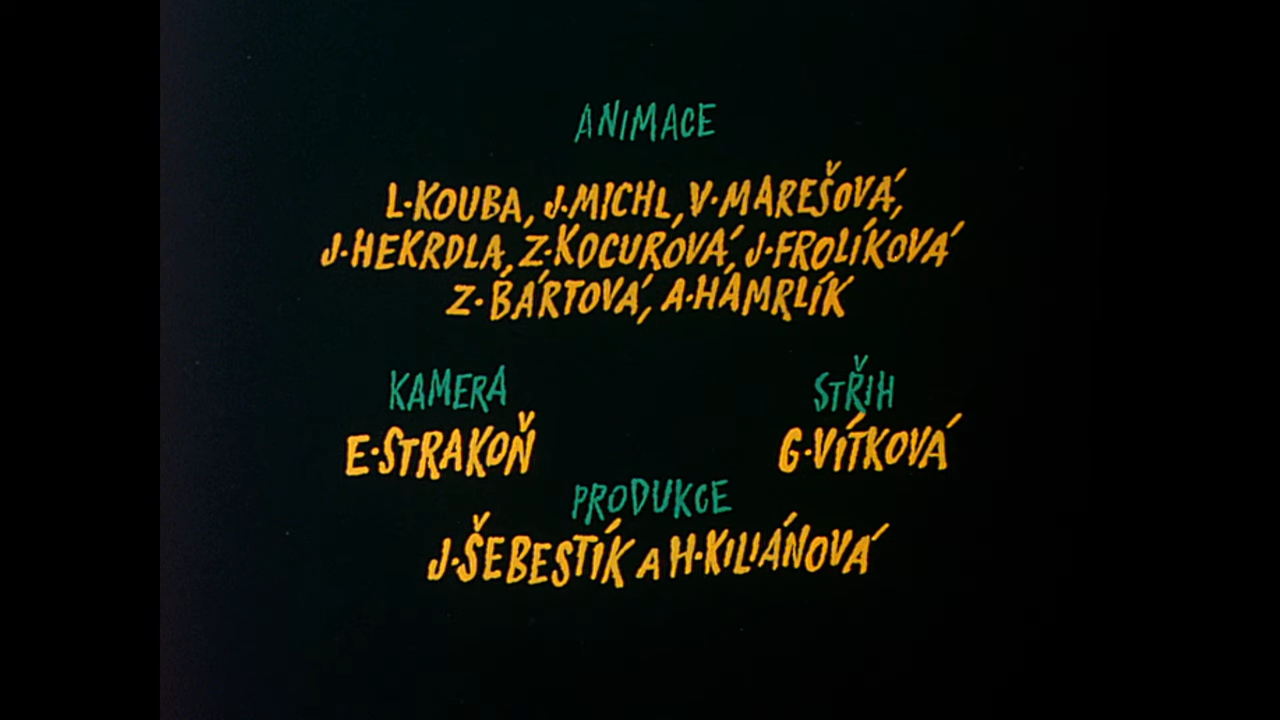 ANIMACE
L. KOUBA, J. MICHL, V. MAREŠOVÁ,
J. HEKRDLA, Z. KOCUROVÁ, J. FROLÍKOVÁ
Z. BÁRTOVÁ, A. HAMRLÍK
KAMERA STŘIH
E. STRAKOŇ G. VÍTKOVÁ
PRODUKCE
J. ŠEBESTÍK A H. KILIÁNOVÁ